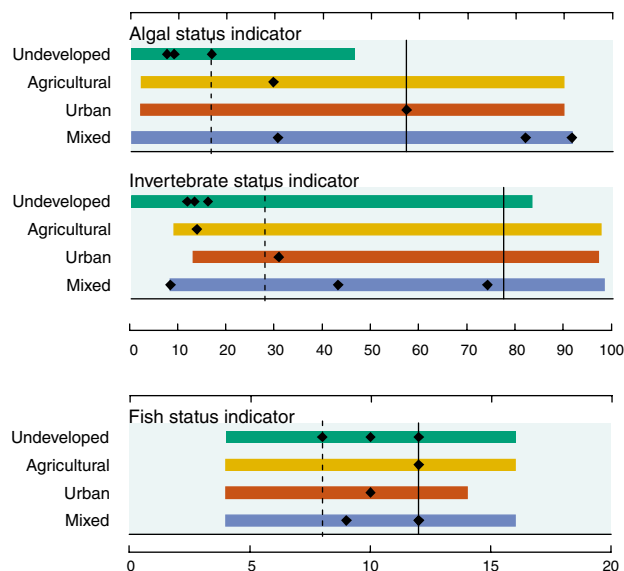 Algal status indicator
Undeveloped
Agricultural
Urban
Mixed
Invertebrate status indicator
Undeveloped
Agricultural
Urban
Mixed
0 10 20 30 40 50 60 70 80 90 100
Fish status indicator
Undeveloped
Agricultural
Urban
Mixed
0 5 10 15 20